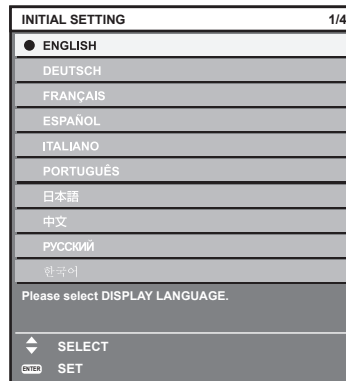 INITIAL SETTING 1/4
ENGLISH
DEUTSCH
FRANÇAIS
ESPAÑOL
ITALIANO
PORTUGUÊS
日本語
中文
РУССКИЙ
한국어
Please select DISPLAY LANGUAGE.
SELECT
ENTER SET